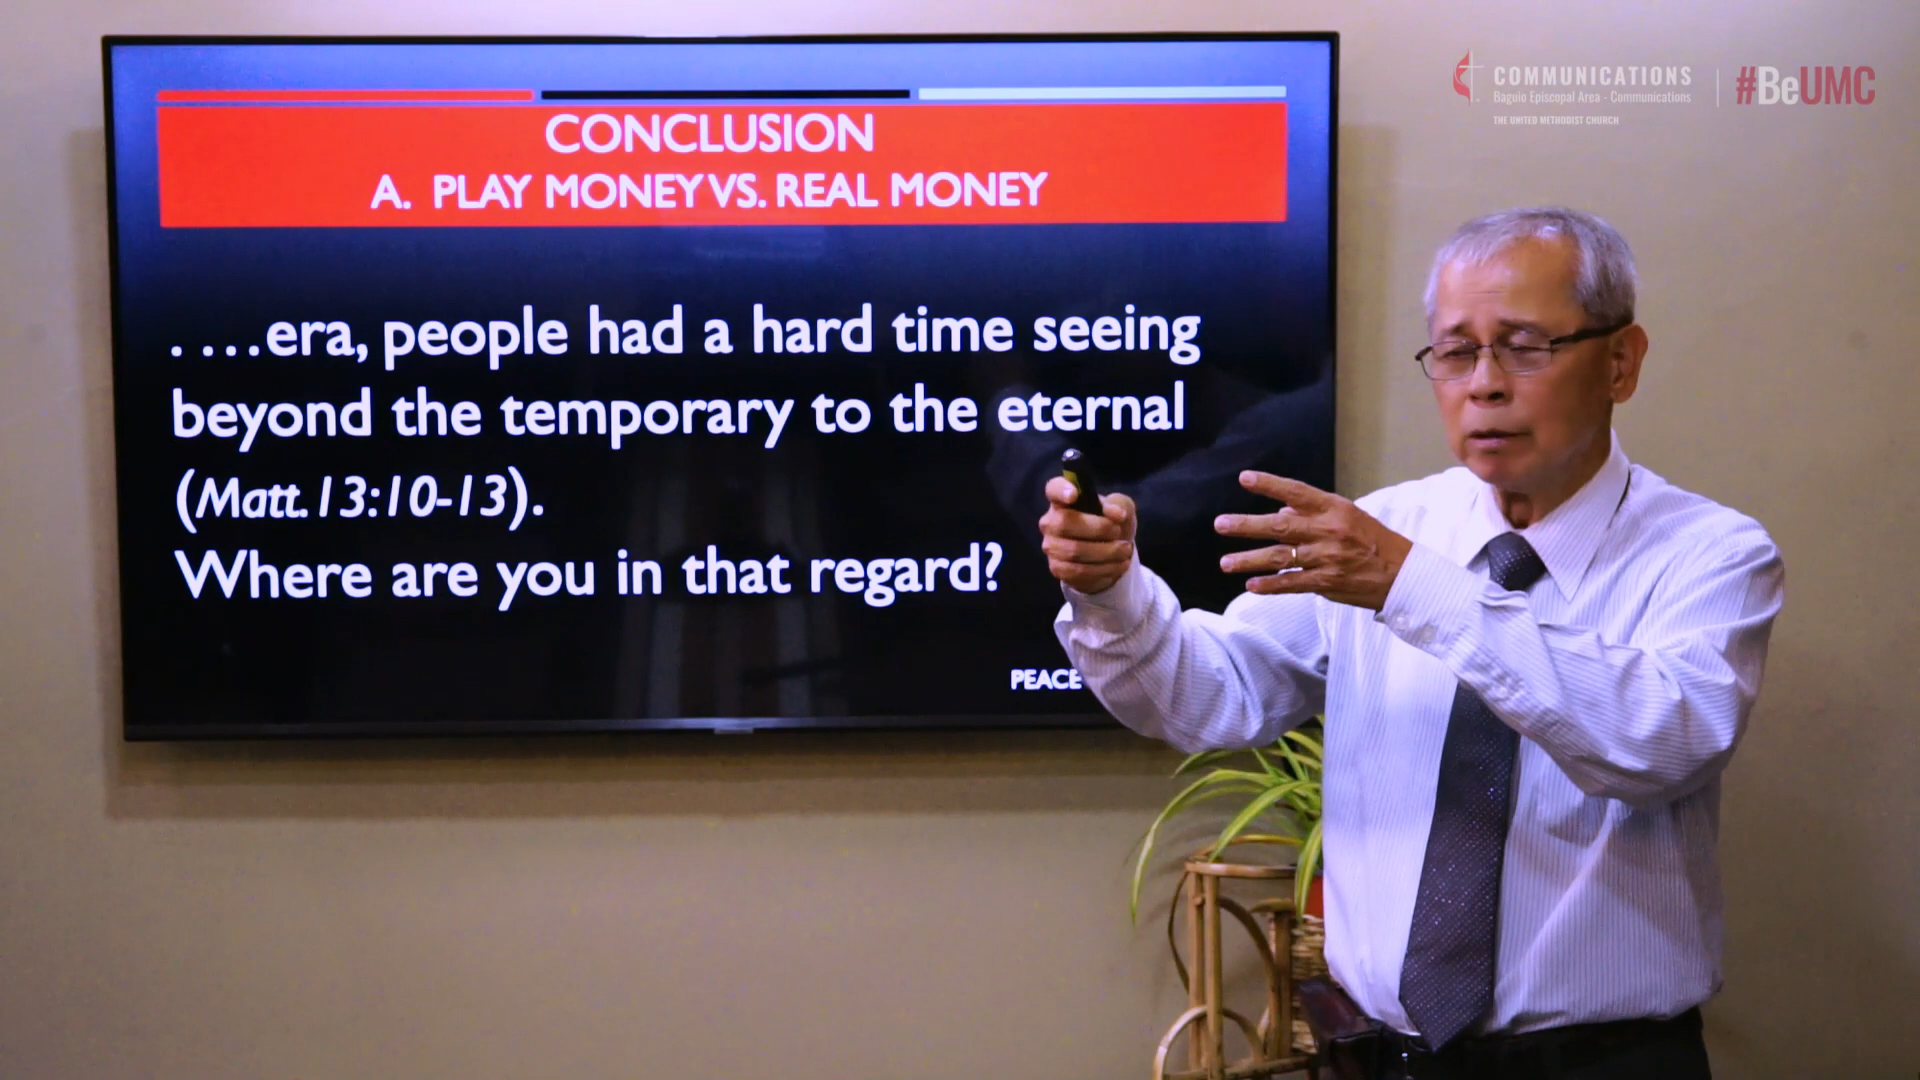 CONCLUSION
A. PLAY MONEY VS. REAL MONEY
. ....era, people had a hard time seeing
beyond the temporary to the eternal
(Matt. 13:10-13).
Where are you in that regard?
PEACE
COMMUNICATIONS
Baguio Episcopal Area - Communications
THE UNITED METHODIST CHURCH
#BeUMC